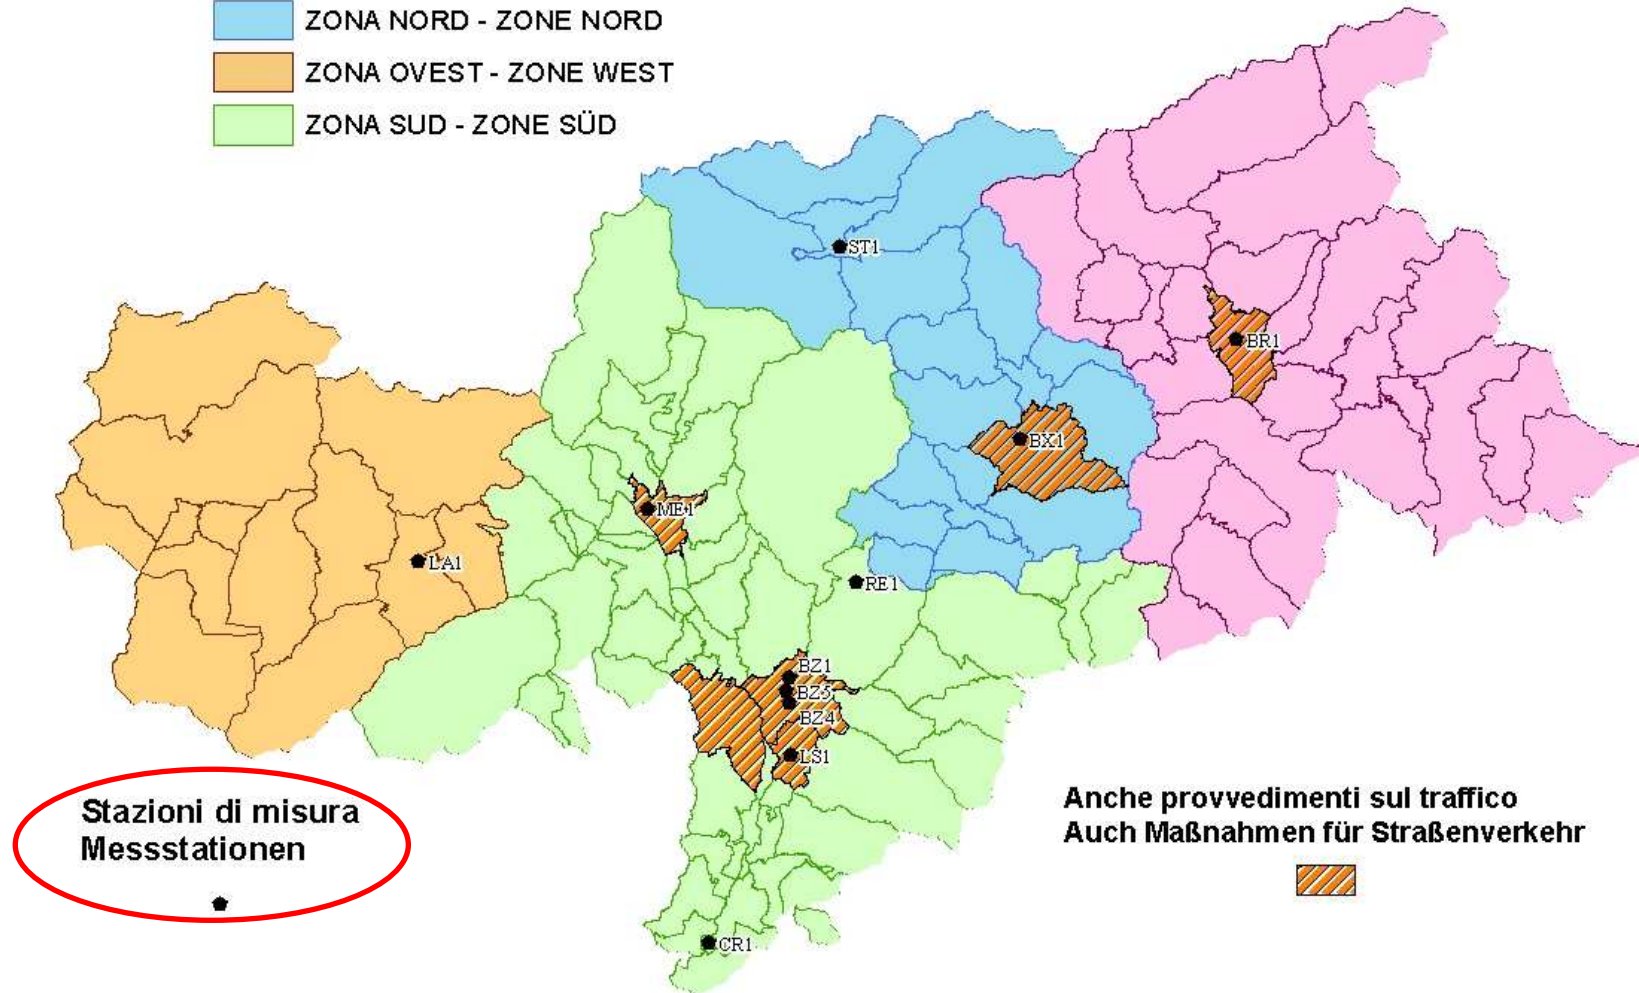 ZONA NORD - ZONE NORD
ZONA OVEST - ZONE WEST
ZONA SUD - ZONE SÜD
ST1
BR1
BX1
ME1
LA1
RE1
BZ1
BZ5
BZ4
LS1
Stazioni di misura
Messstationen
Anche provvedimenti sul traffico
Auch Maßnahmen für Straßenverkehr
CR1